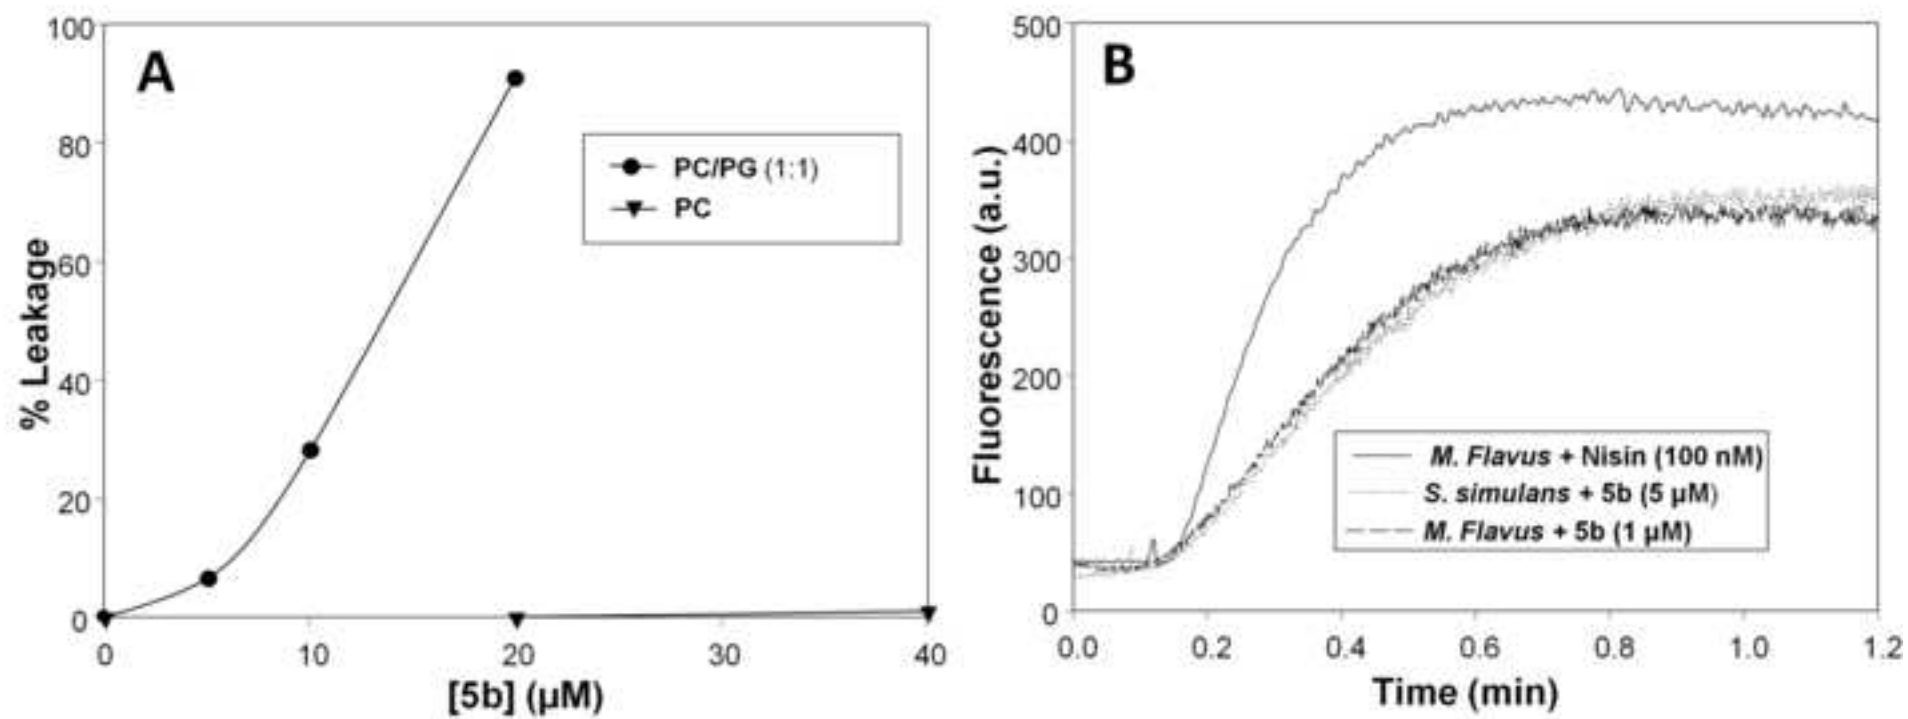 A
100
80
60
40
20
0
% Leakage
PC/PG (1:1)
PC
0 10 20 30 40
[5b] (µM)
B
500
400
300
200
100
0
Fluorescence (a.u.)
M. Flavus + Nisin (100 nM)
S. simulans + 5b (5 µM)
M. Flavus + 5b (1 µM)
0.0 0.2 0.4 0.6 0.8 1.0 1.2
Time (min)